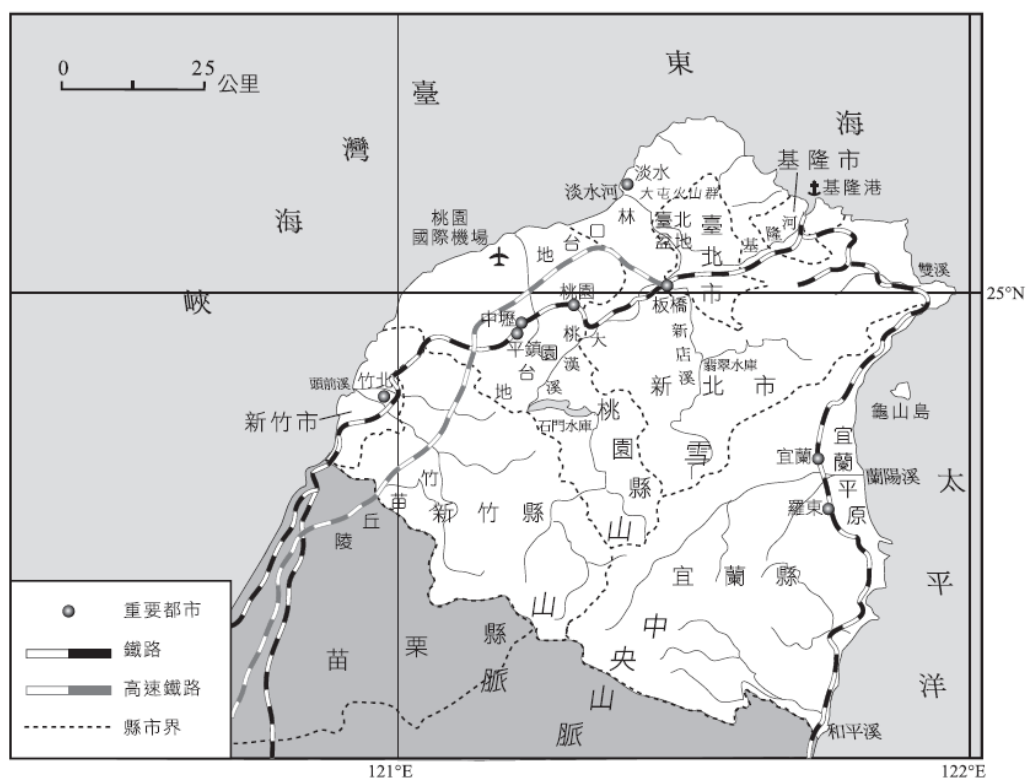 0 25 公里
臺灣海峽
東海
太平洋
基隆市
基隆港
淡水
淡水河
大屯火山群
桃園
國際機場
林口台地
臺北
盆地
臺北市
基隆河
雙溪
25°N
桃園
板橋
中壢
平鎮
桃園台地
大漢溪
新店溪
翡翠水庫
新北市
頭前溪
竹北
新竹市
石門水庫
桃園縣
雪山山脈
龜山島
宜蘭
宜蘭平原
蘭陽溪
羅東
竹苗丘陵
新竹縣
宜蘭縣
中央山脈
苗栗縣
和平溪
重要都市
鐵路
高速鐵路
縣市界
121°E
122°E